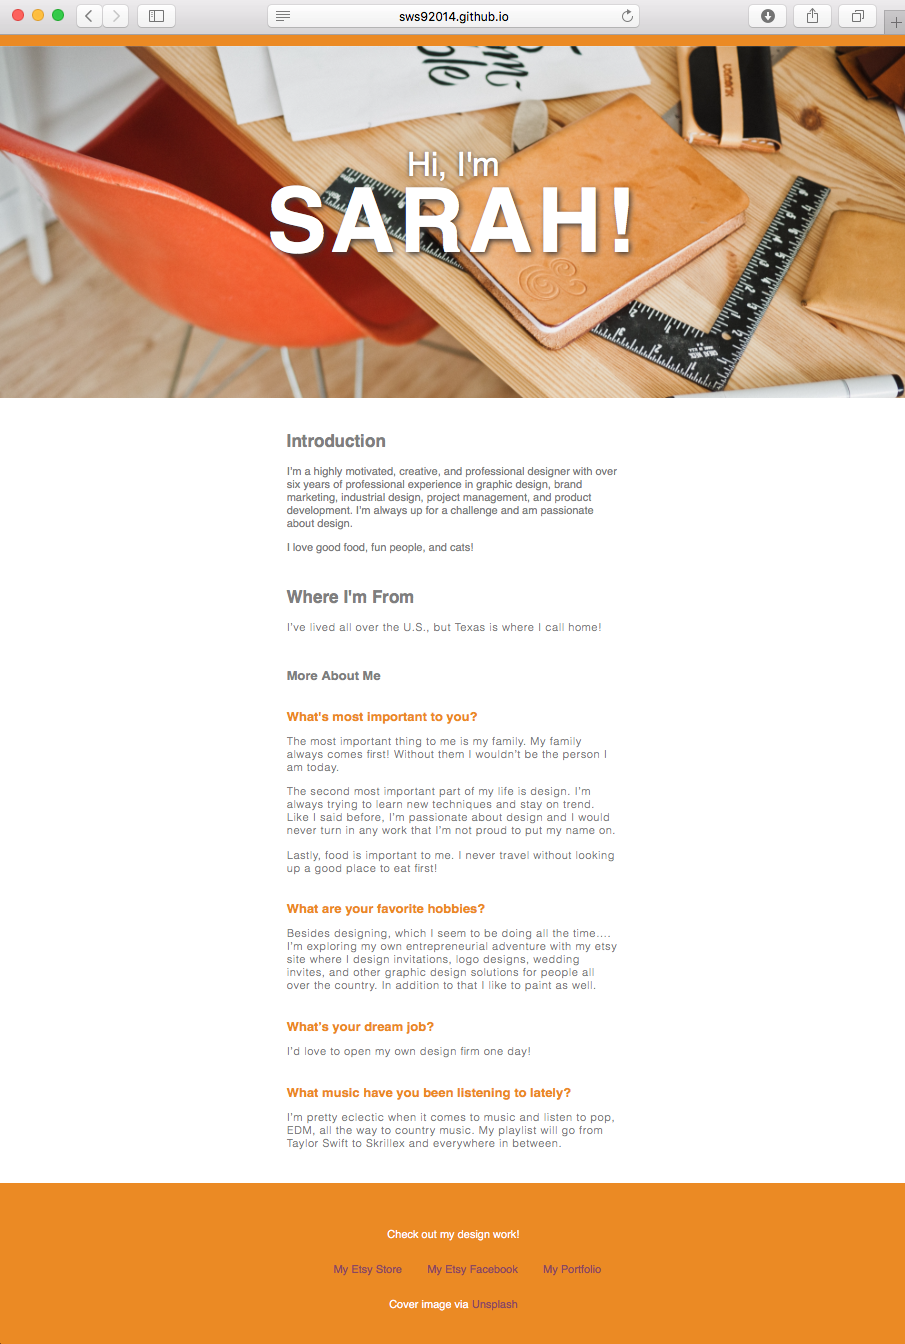 sws92014.github.io
Hi, I'm
SARAH!
Introduction
I'm a highly motivated, creative, and professional designer with over
six years of professional experience in graphic design, brand
marketing, industrial design, project management, and product
development. I'm always up for a challenge and am passionate
about design.
I love good food, fun people, and cats!
Where I'm From
I've lived all over the U.S., but Texas is where I call home!
More About Me
What's most important to you?
The most important thing to me is my family. My family
always comes first! Without them I wouldn't be the person I
am today.
The second most important part of my life is design. I'm
always trying to learn new techniques and stay on trend.
Like I said before, I'm passionate about design and I would
never turn in any work that I'm not proud to put my name on.
Lastly, food is important to me. I never travel without looking
up a good place to eat first!
What are your favorite hobbies?
Besides designing, which I seem to be doing all the time....
I'm exploring my own entrepreneurial adventure with my etsy
site where I design invitations, logo designs, wedding
invites, and other graphic design solutions for people all
over the country. In addition to that I like to paint as well.
What's your dream job?
I'd love to open my own design firm one day!
What music have you been listening to lately?
I'm pretty eclectic when it comes to music and listen to pop,
EDM, all the way to country music. My playlist will go from
Taylor Swift to Skrillex and everywhere in between.
Check out my design work!
My Etsy Store My Etsy Facebook My Portfolio
Cover image via Unsplash